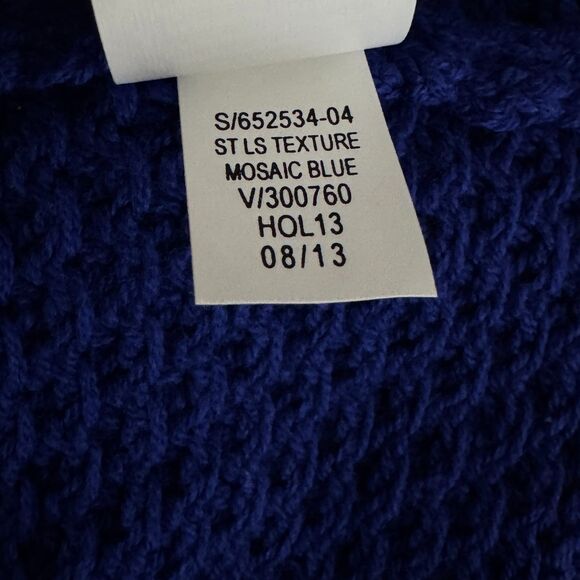 S/652534-04
ST LS TEXTURE
MOSAIC BLUE
V/300760
HOL13
08/13